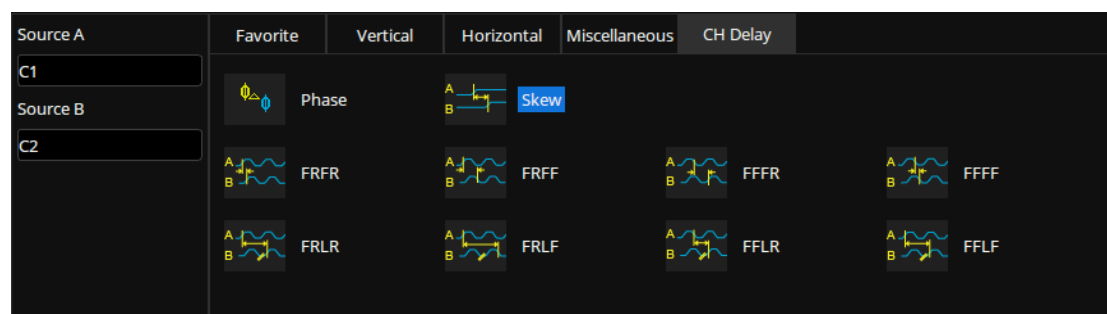 Source A
C1
Source B
C2
Favorite Vertical Horizontal Miscellaneous CH Delay
A B
Phase Skew
A B A B A B A B
FRFR FRFF FFFR FFFF
A B A B A B A B
FRLR FRLF FFLR FFLF